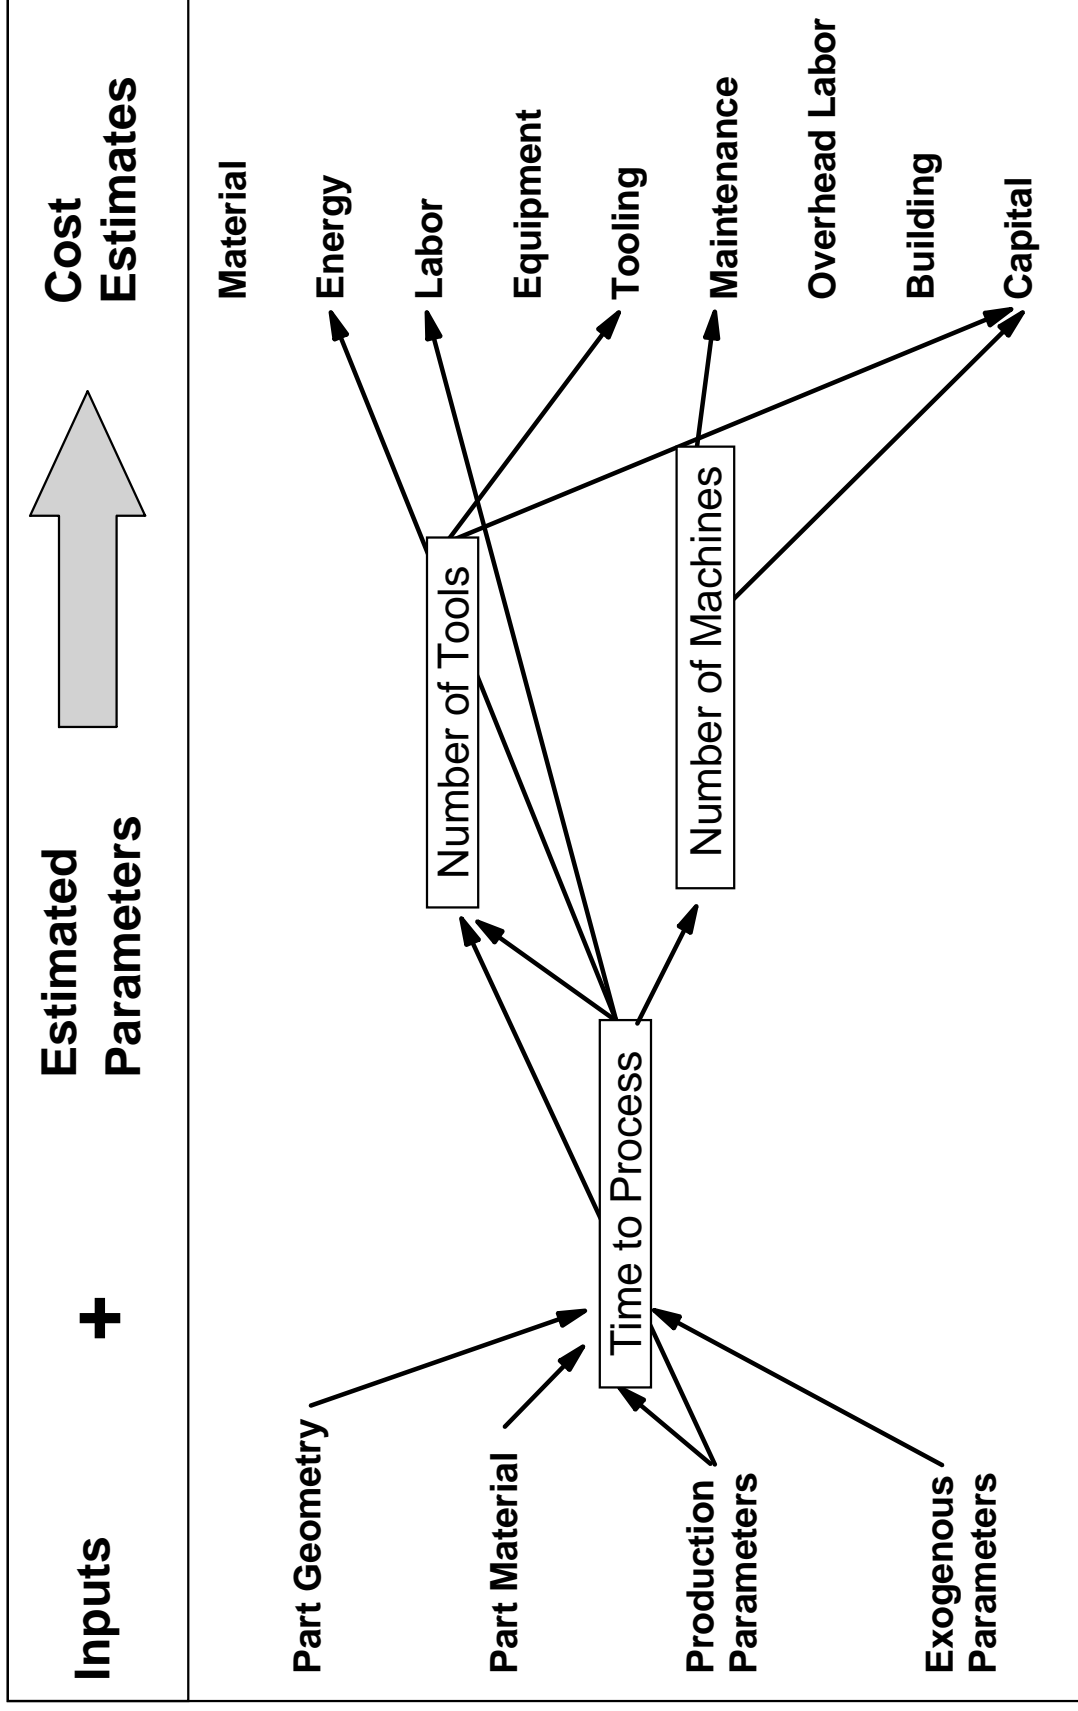 Inputs
+
Estimated
Parameters
Cost
Estimates
Part Geometry
Part Material
Production
Parameters
Exogenous
Parameters
Time to Process
Number of Tools
Number of Machines
Material
Energy
Labor
Equipment
Tooling
Maintenance
Overhead Labor
Building
Capital